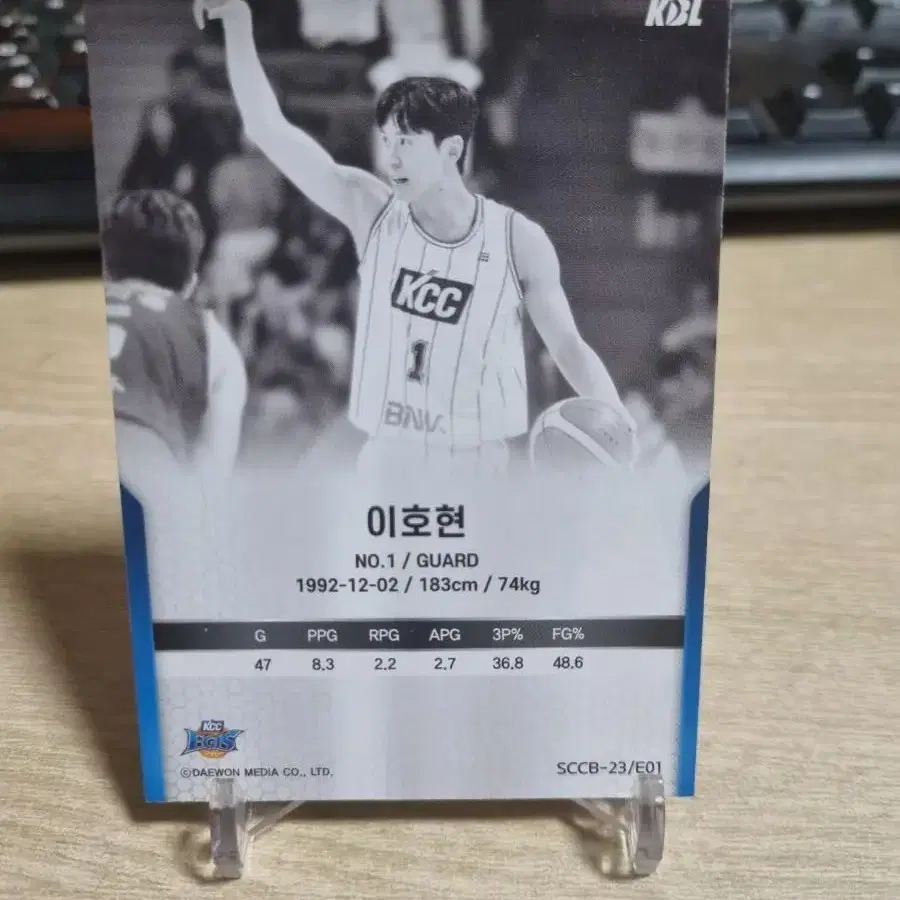 KBL
KCC
1
BNK
이호현
NO.1 / GUARD
1992-12-02 / 183cm / 74kg
G PPG RPG APG 3P% FG%
47 8.3 2.2 2.7 36.8 48.6
KCC
EGIS
©DAEWON MEDIA CO., LTD.
SCCB-23/E01